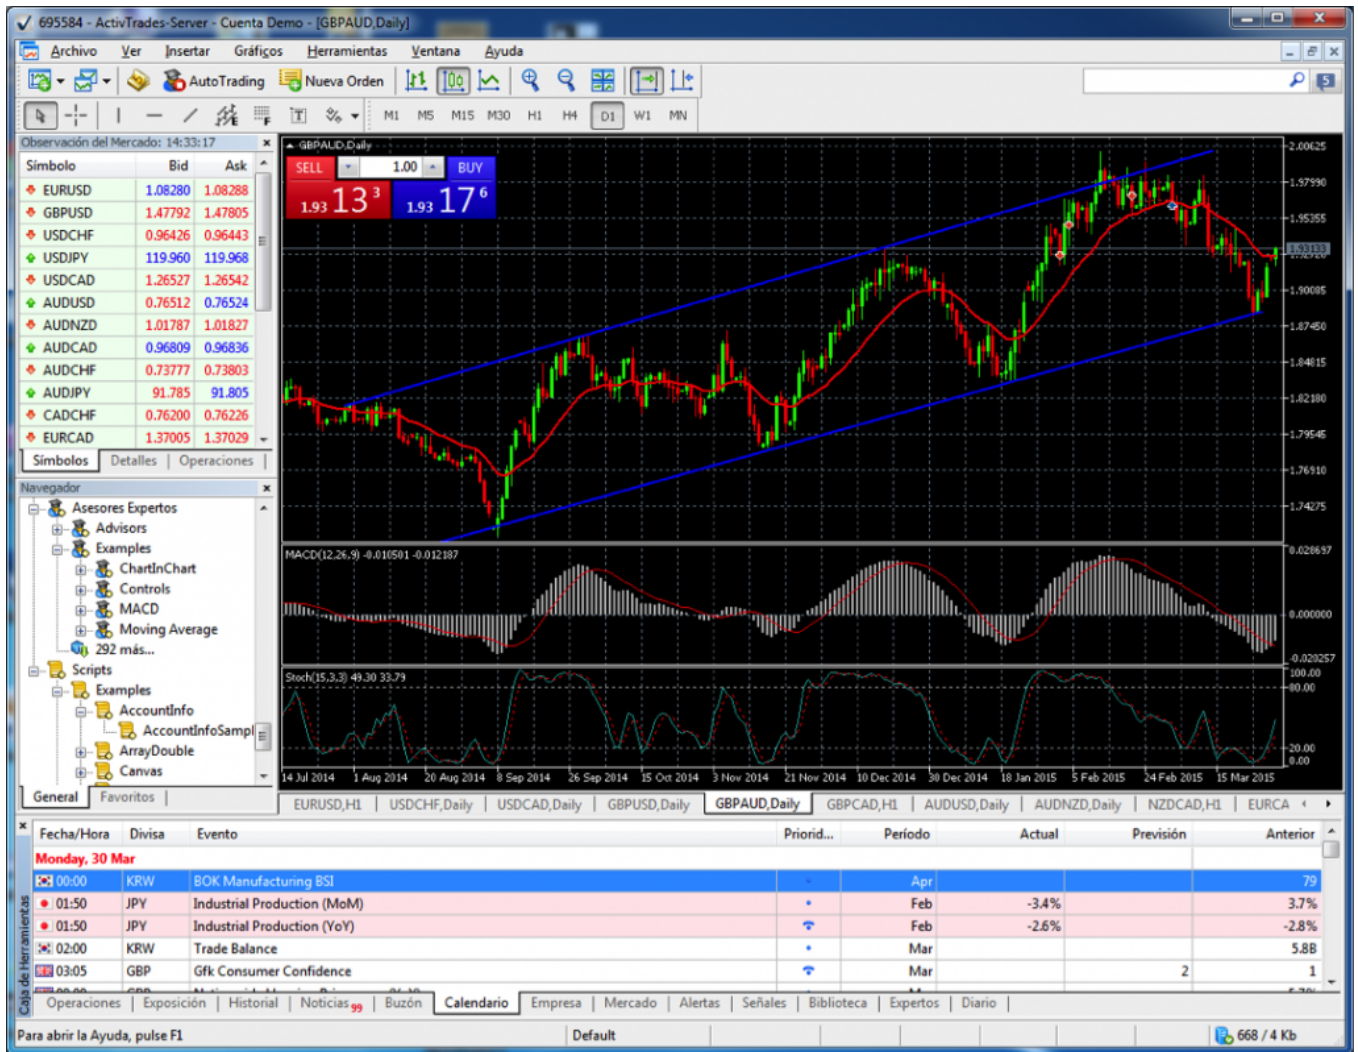 695584 - ActivTrades-Server - Cuenta Demo - [GBPAUD,Daily]
Archivo Ver Insertar Gráficos Herramientas Ventana Ayuda
AutoTrading Nueva Orden 5
E F T M1 M5 M15 M30 H1 H4 D1 W1 MN
Observación del Mercado: 14:33:17
Símbolo Bid Ask
EURUSD 1.08280 1.08288
GBPUSD 1.47792 1.47805
USDCHF 0.96426 0.96443
USDJPY 119.960 119.968
USDCAD 1.26527 1.26542
AUDUSD 0.76512 0.76524
AUDNZD 1.01787 1.01827
AUDCAD 0.96809 0.96836
AUDCHF 0.73777 0.73803
AUDJPY 91.785 91.805
CADCHF 0.76200 0.76226
EURCAD 1.37005 1.37029
Símbolos Detalles Operaciones
Navegador
Asesores Expertos
Advisors
Examples
ChartInChart
Controls
MACD
Moving Average
292 más...
Scripts
Examples
AccountInfo
AccountInfoSampl
ArrayDouble
Canvas
General Favoritos
GBPAUD,Daily
SELL 1.00 BUY
1.93 13 3 1.93 17 6
2.00625
1.97990
1.95355
1.93133
1.90085
1.87450
1.84815
1.82180
1.79545
1.76910
1.74275
MACD(12,26,9) -0.010501 -0.012187
0.028697
0.000000
-0.020257
Stoch(15,3,3) 49.30 33.79
100.00
80.00
20.00
0.00
14 Jul 2014 1 Aug 2014 20 Aug 2014 8 Sep 2014 26 Sep 2014 15 Oct 2014 3 Nov 2014 21 Nov 2014 10 Dec 2014 30 Dec 2014 18 Jan 2015 5 Feb 2015 24 Feb 2015 15 Mar 2015
EURUSD,H1 USDCHF,Daily USDCAD,Daily GBPUSD,Daily GBPAUD,Daily GBPCAD,H1 AUDUSD,Daily AUDNZD,Daily NZDCAD,H1 EURCA
Fecha/Hora Divisa Evento Priorid... Período Actual Previsión Anterior
Monday, 30 Mar
00:00 KRW BOK Manufacturing BSI Apr 79
01:50 JPY Industrial Production (MoM) Feb -3.4% 3.7%
01:50 JPY Industrial Production (YoY) Feb -2.6% -2.8%
02:00 KRW Trade Balance Mar 5.8B
03:05 GBP Gfk Consumer Confidence Mar 2 1
Caja de Herramientas
Operaciones Exposición Historial Noticias 99 Buzón Calendario Empresa Mercado Alertas Señales Biblioteca Expertos Diario
Para abrir la Ayuda, pulse F1 Default 668 / 4 Kb